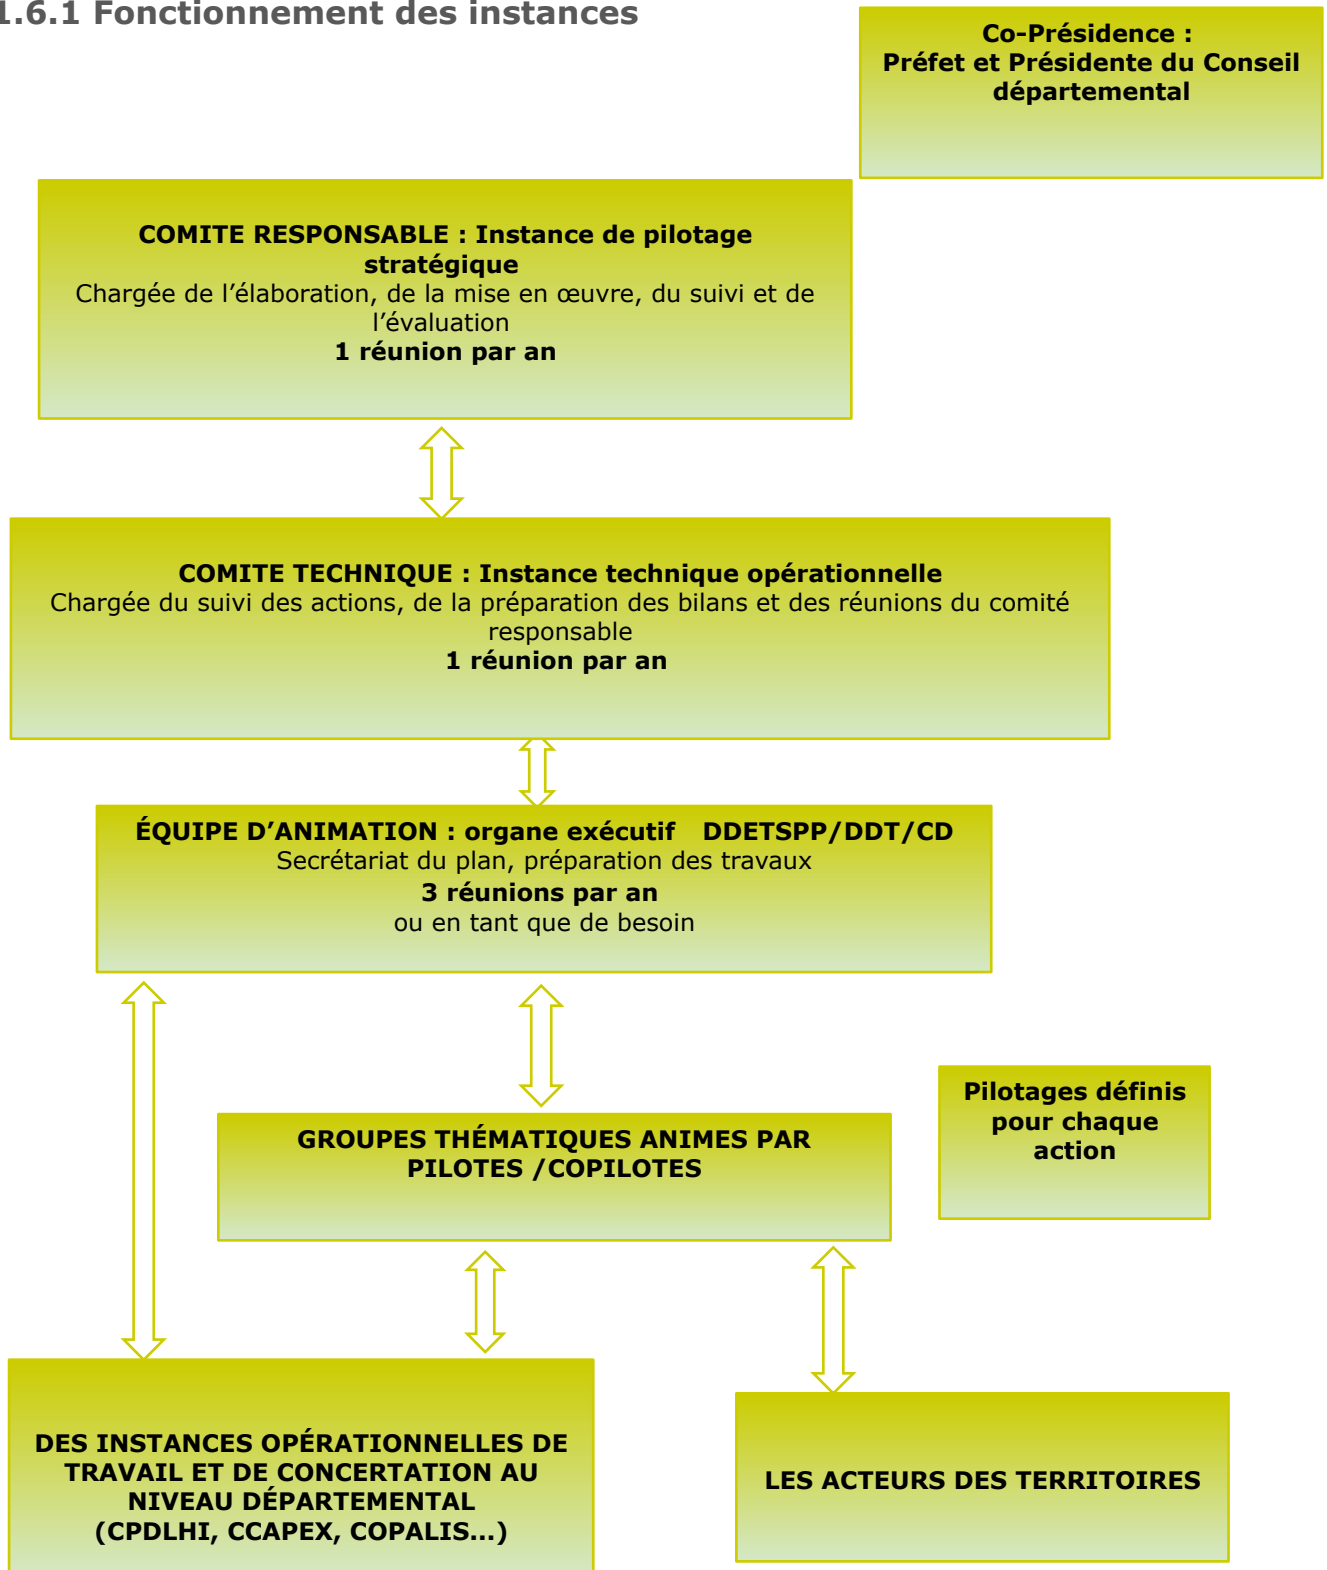 1.6.1 Fonctionnement des instances
Co-Présidence :
Préfet et Présidente du Conseil
départemental
COMITE RESPONSABLE : Instance de pilotage
stratégique
Chargée de l’élaboration, de la mise en œuvre, du suivi et de
l’évaluation
1 réunion par an
COMITE TECHNIQUE : Instance technique opérationnelle
Chargée du suivi des actions, de la préparation des bilans et des réunions du comité
responsable
1 réunion par an
ÉQUIPE D’ANIMATION : organe exécutif DDETSPP/DDT/CD
Secrétariat du plan, préparation des travaux
3 réunions par an
ou en tant que de besoin
Pilotages définis
pour chaque
action
GROUPES THÉMATIQUES ANIMES PAR
PILOTES /COPILOTES
DES INSTANCES OPÉRATIONNELLES DE
TRAVAIL ET DE CONCERTATION AU
NIVEAU DÉPARTEMENTAL
(CPDLHI, CCAPEX, COPALIS…)
LES ACTEURS DES TERRITOIRES